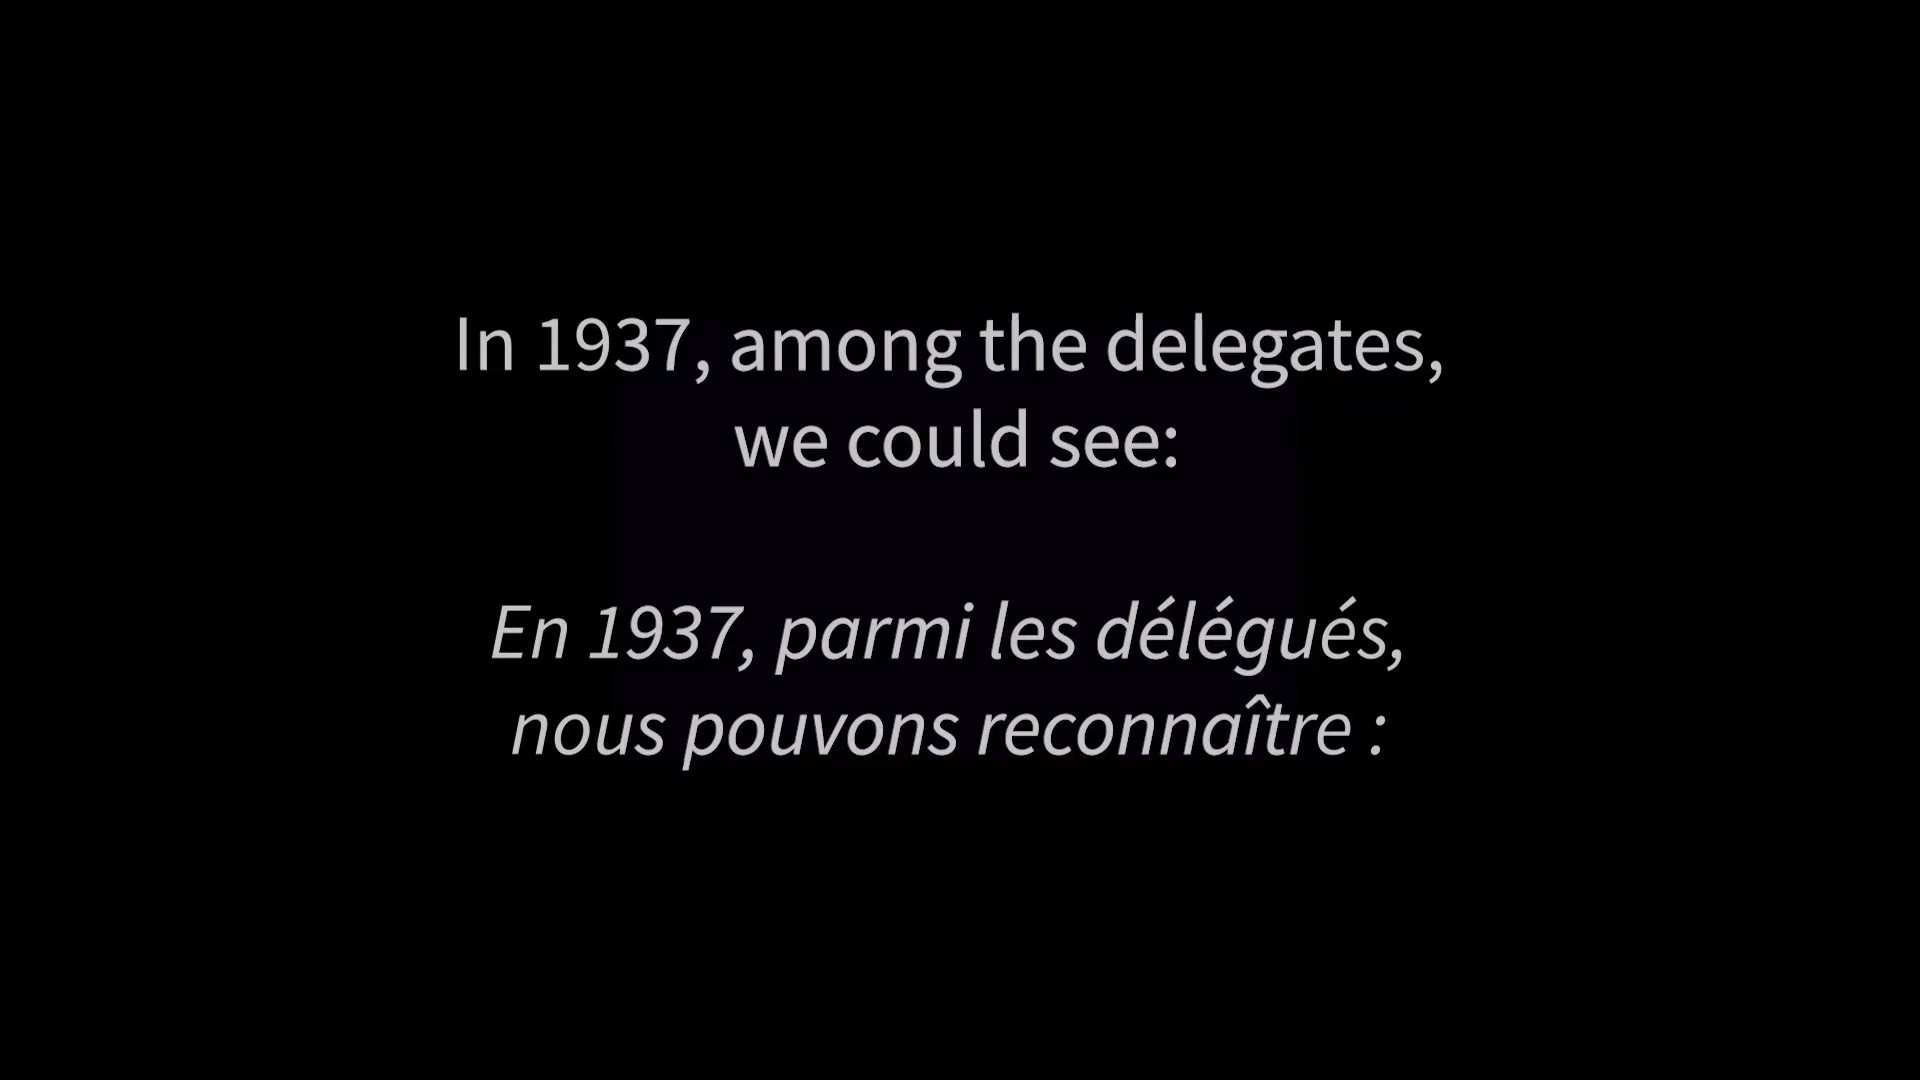 In 1937, among the delegates,
we could see:
En 1937, parmi les délégués,
nous pouvons reconnaître :